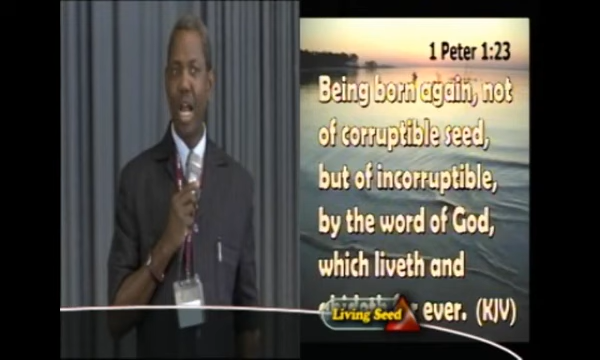 1 Peter 1:23
Being born again, not
of corruptible seed,
but of incorruptible,
by the word of God,
which liveth and
ever. (KJV)
Living Seed